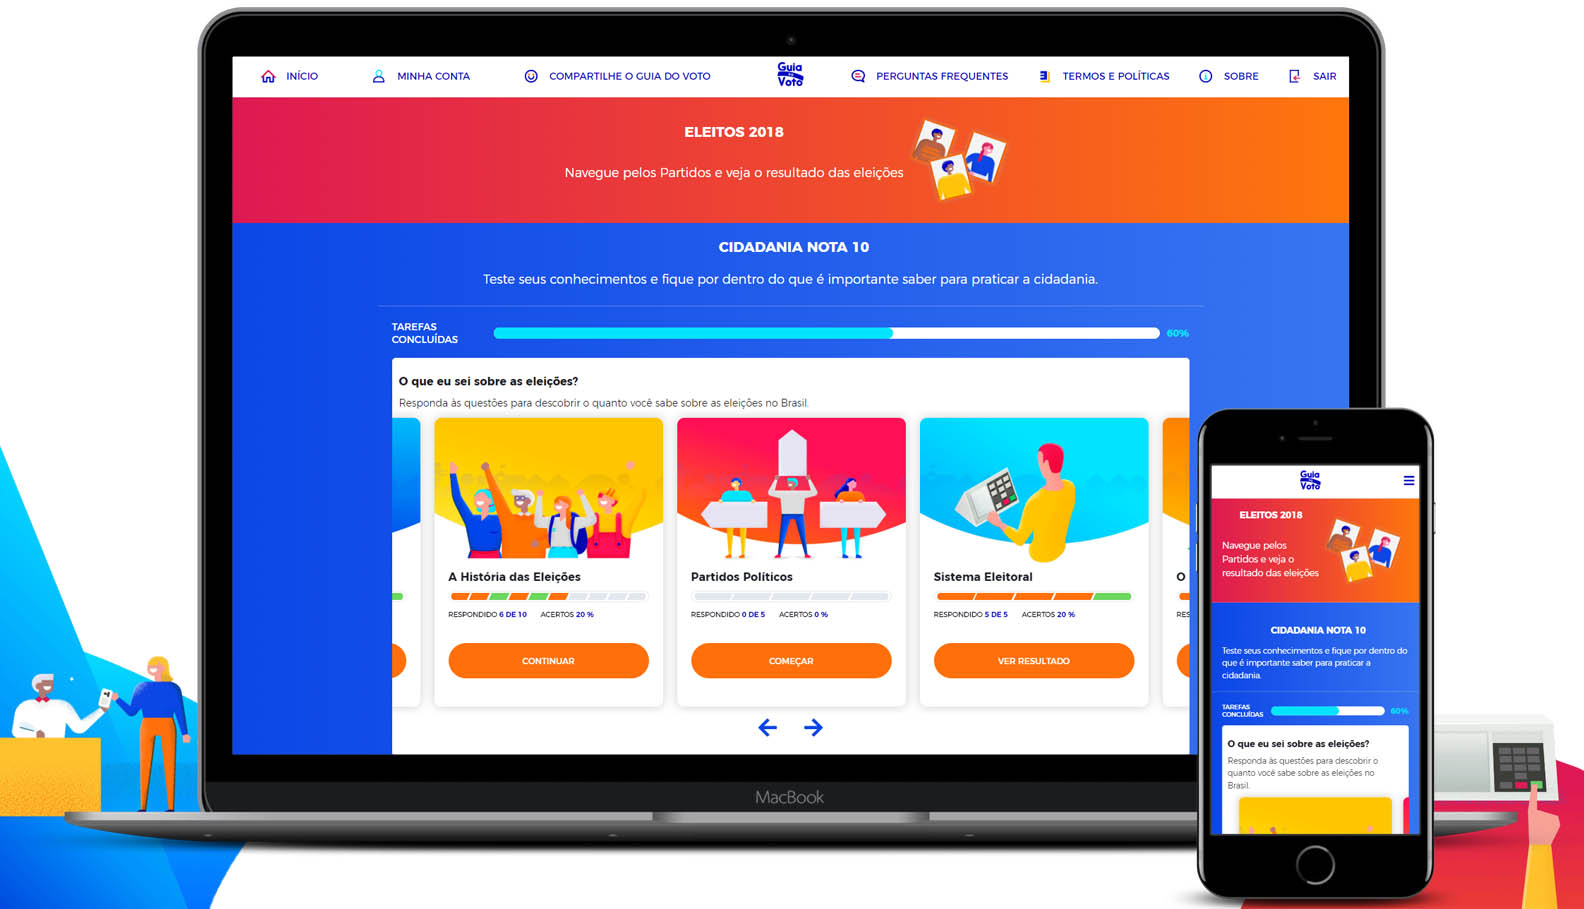 INÍCIO
MINHA CONTA
COMPARTILHE O GUIA DO VOTO
Guia
DO
Voto
PERGUNTAS FREQUENTES
TERMOS E POLÍTICAS
SOBRE
SAIR
ELEITOS 2018
Navegue pelos Partidos e veja o resultado das eleições
CIDADANIA NOTA 10
Teste seus conhecimentos e fique por dentro do que é importante saber para praticar a cidadania.
TAREFAS
CONCLUÍDAS
60%
O que eu sei sobre as eleições?
Responda às questões para descobrir o quanto você sabe sobre as eleições no Brasil.
A História das Eleições
RESPONDIDO 6 DE 10 ACERTOS 20 %
CONTINUAR
Partidos Políticos
RESPONDIDO 0 DE 5 ACERTOS 0 %
COMEÇAR
Sistema Eleitoral
RESPONDIDO 5 DE 5 ACERTOS 20 %
VER RESULTADO
O
RES
MacBook
Guia
DO
Voto
ELEITOS 2018
Navegue pelos
Partidos e veja o
resultado das eleições
CIDADANIA NOTA 10
Teste seus conhecimentos e fique por dentro do
que é importante saber para praticar a
cidadania.
TAREFAS
CONCLUÍDAS
60%
O que eu sei sobre as eleições?
Responda às questões para descobrir o
quanto você sabe sobre as eleições no
Brasil.